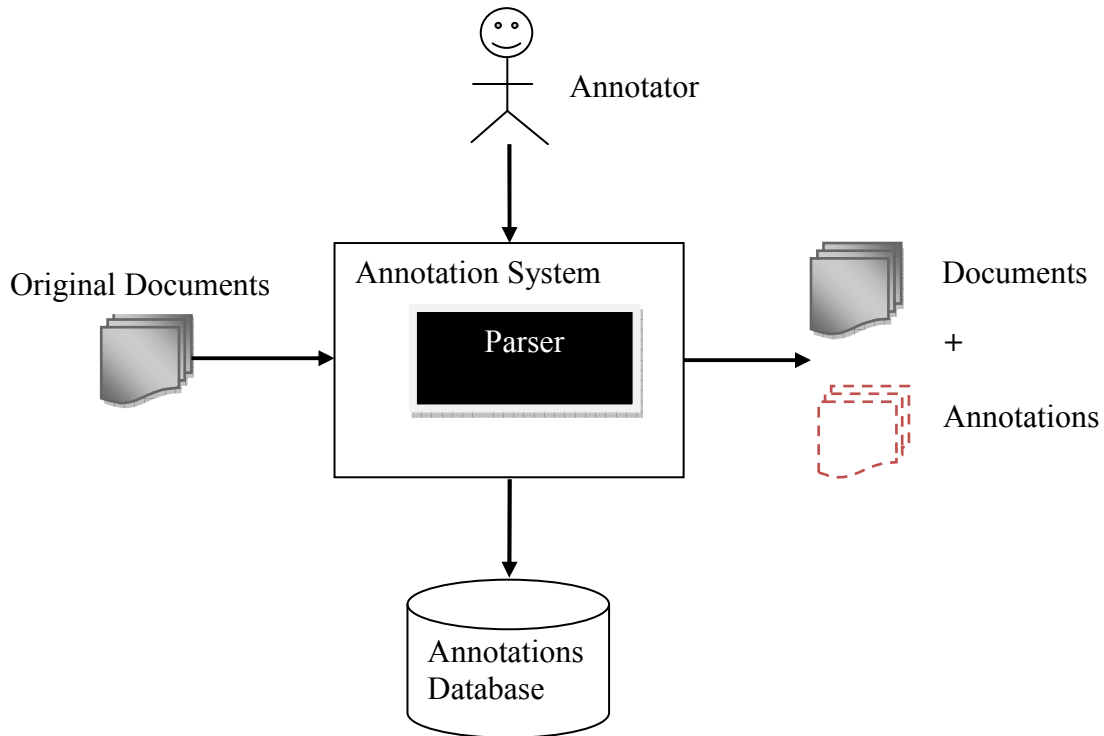 Annotator
Original Documents
Annotation System
Parser
Documents
+
Annotations
Annotations
Database